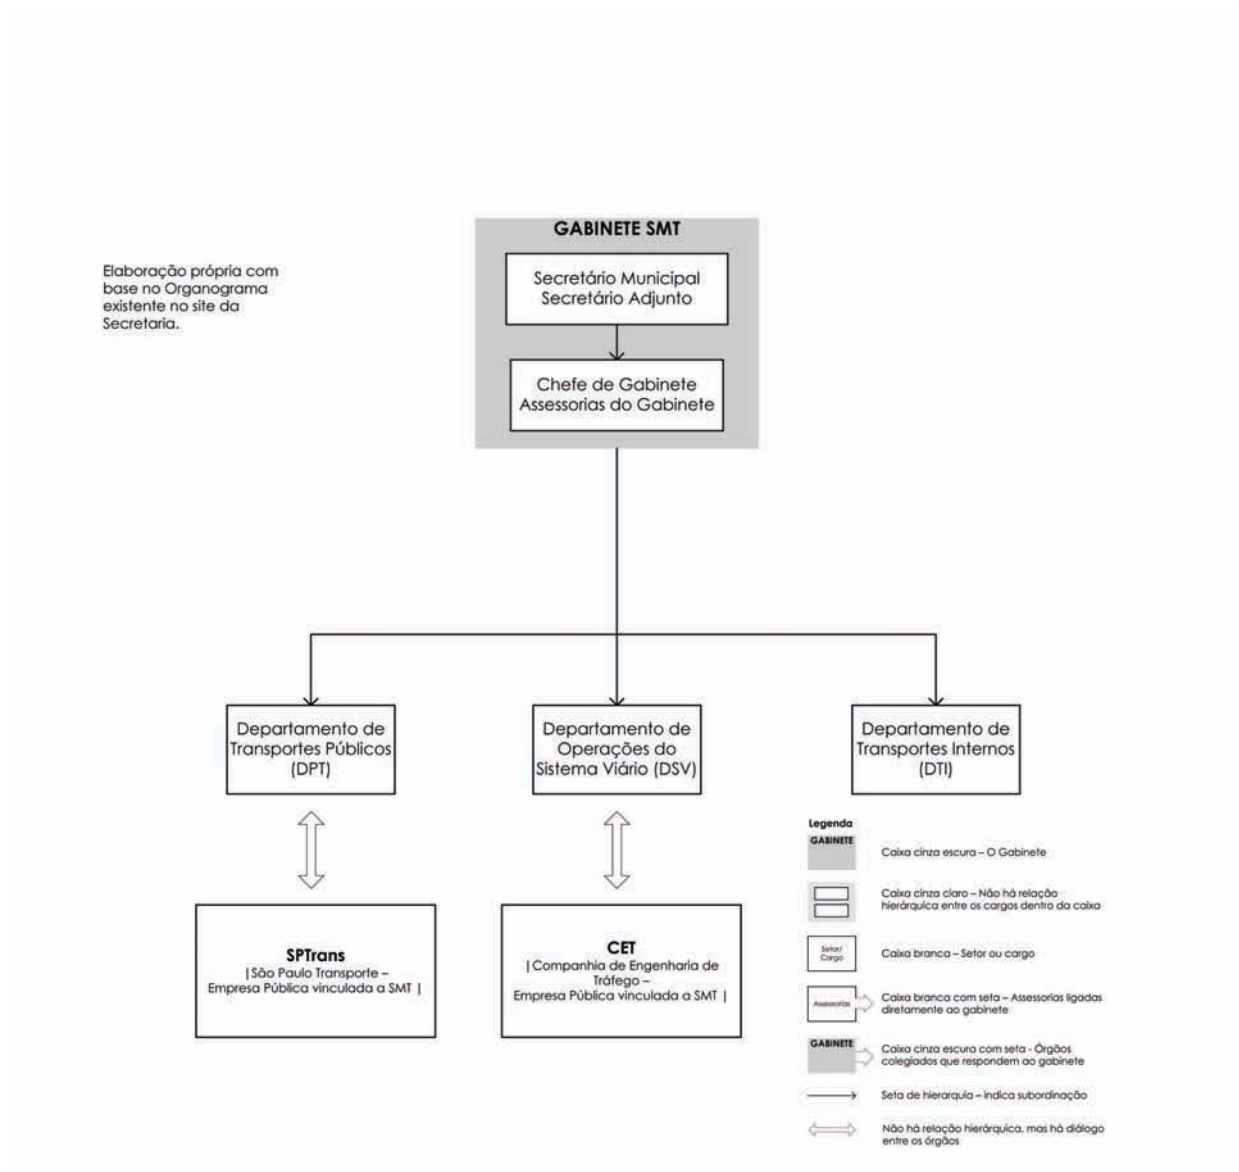 GABINETE SMT
Secretário Municipal
Secretário Adjunto
Chefe de Gabinete
Assessorias do Gabinete
Elaboração própria com
base no Organograma
existente no site da
Secretaria.
Departamento de
Transportes Públicos
(DPT)
Departamento de
Operações do
Sistema Viário (DSV)
Departamento de
Transportes Internos
(DTI)
SPTrans
|São Paulo Transporte –
Empresa Pública vinculada a SMT |
CET
|Companhia de Engenharia de
Tráfego –
Empresa Pública vinculada a SMT |
Legenda
GABINETE
Caixa cinza escura – O Gabinete
Caixa cinza claro – Não há relação
hierárquica entre os cargos dentro da caixa
Setor/
Cargo
Caixa branca – Setor ou cargo
Assessorias
Caixa branca com seta – Assessorias ligadas
diretamente ao gabinete
GABINETE
Caixa cinza escura com seta - Órgãos
colegiados que respondem ao gabinete
Seta de hierarquia – indica subordinação
Não há relação hierárquica, mas há diálogo
entre os órgãos